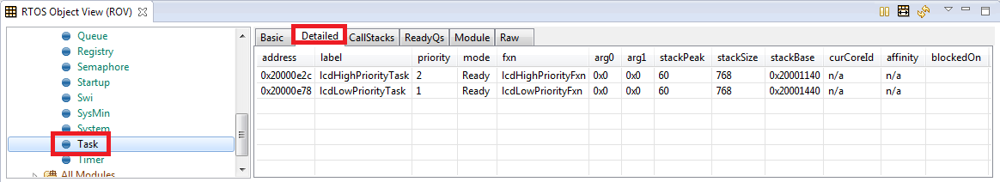 RTOS Object View (ROV)
Queue
Registry
Semaphore
Startup
Swi
SysMin
System
Task
Timer
All Modules
Basic Detailed CallStacks ReadyQs Module Raw
address label priority mode fxn arg0 arg1 stackPeak stackSize stackBase curCoreId affinity blockedOn
0x20000e2c lcdHighPriorityTask 2 Ready lcdHighPriorityFxn 0x0 0x0 60 768 0x20001140 n/a n/a
0x20000e78 lcdLowPriorityTask 1 Ready lcdLowPriorityFxn 0x0 0x0 60 768 0x20001440 n/a n/a